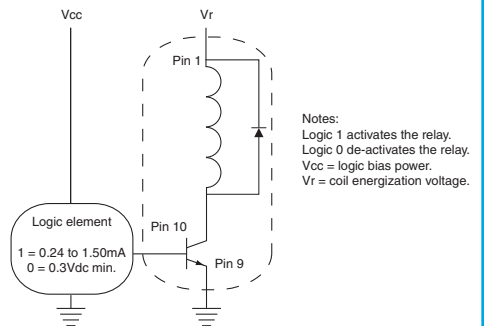 Vcc
Vr
Pin 1
Notes:
Logic 1 activates the relay.
Logic 0 de-activates the relay.
Vcc = logic bias power.
Vr = coil energization voltage.
Logic element
1 = 0.24 to 1.50mA
0 = 0.3Vdc min.
Pin 10
Pin 9